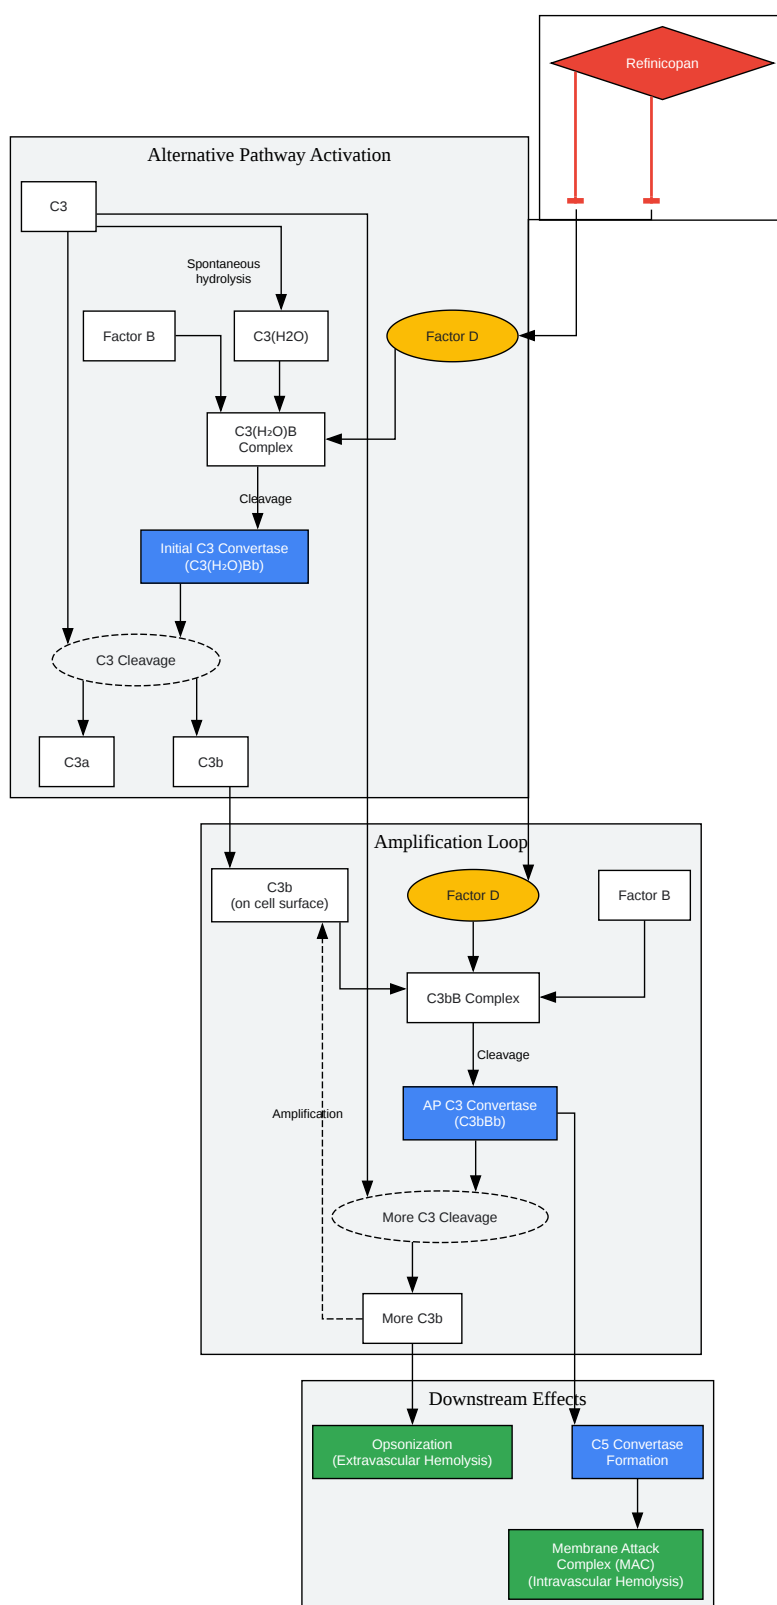 Refinicopan
Alternative Pathway Activation
C3
Spontaneous
hydrolysis
Factor B
C3(H2O)
Factor D
C3(H₂O)B
Complex
Cleavage
Initial C3 Convertase
(C3(H₂O)Bb)
C3 Cleavage
C3a
C3b
Amplification Loop
C3b
(on cell surface)
Factor D
Factor B
C3bB Complex
Cleavage
AP C3 Convertase
(C3bBb)
Amplification
More C3 Cleavage
More C3b
Downstream Effects
Opsonization
(Extravascular Hemolysis)
C5 Convertase
Formation
Membrane Attack
Complex (MAC)
(Intravascular Hemolysis)